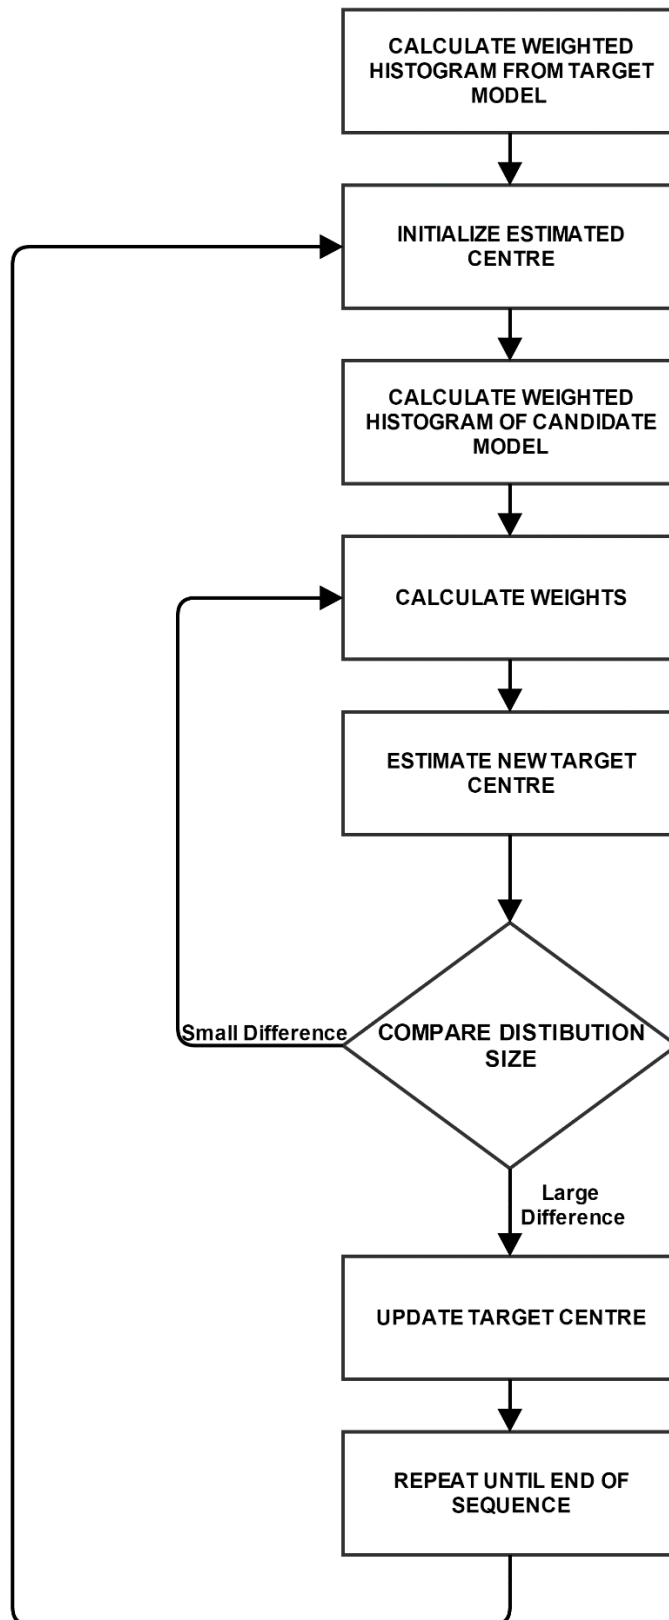 CALCULATE WEIGHTED
HISTOGRAM FROM TARGET
MODEL
INITIALIZE ESTIMATED
CENTRE
CALCULATE WEIGHTED
HISTOGRAM OF CANDIDATE
MODEL
CALCULATE WEIGHTS
ESTIMATE NEW TARGET
CENTRE
Small Difference
COMPARE DISTIBUTION
SIZE
Large
Difference
UPDATE TARGET CENTRE
REPEAT UNTIL END OF
SEQUENCE